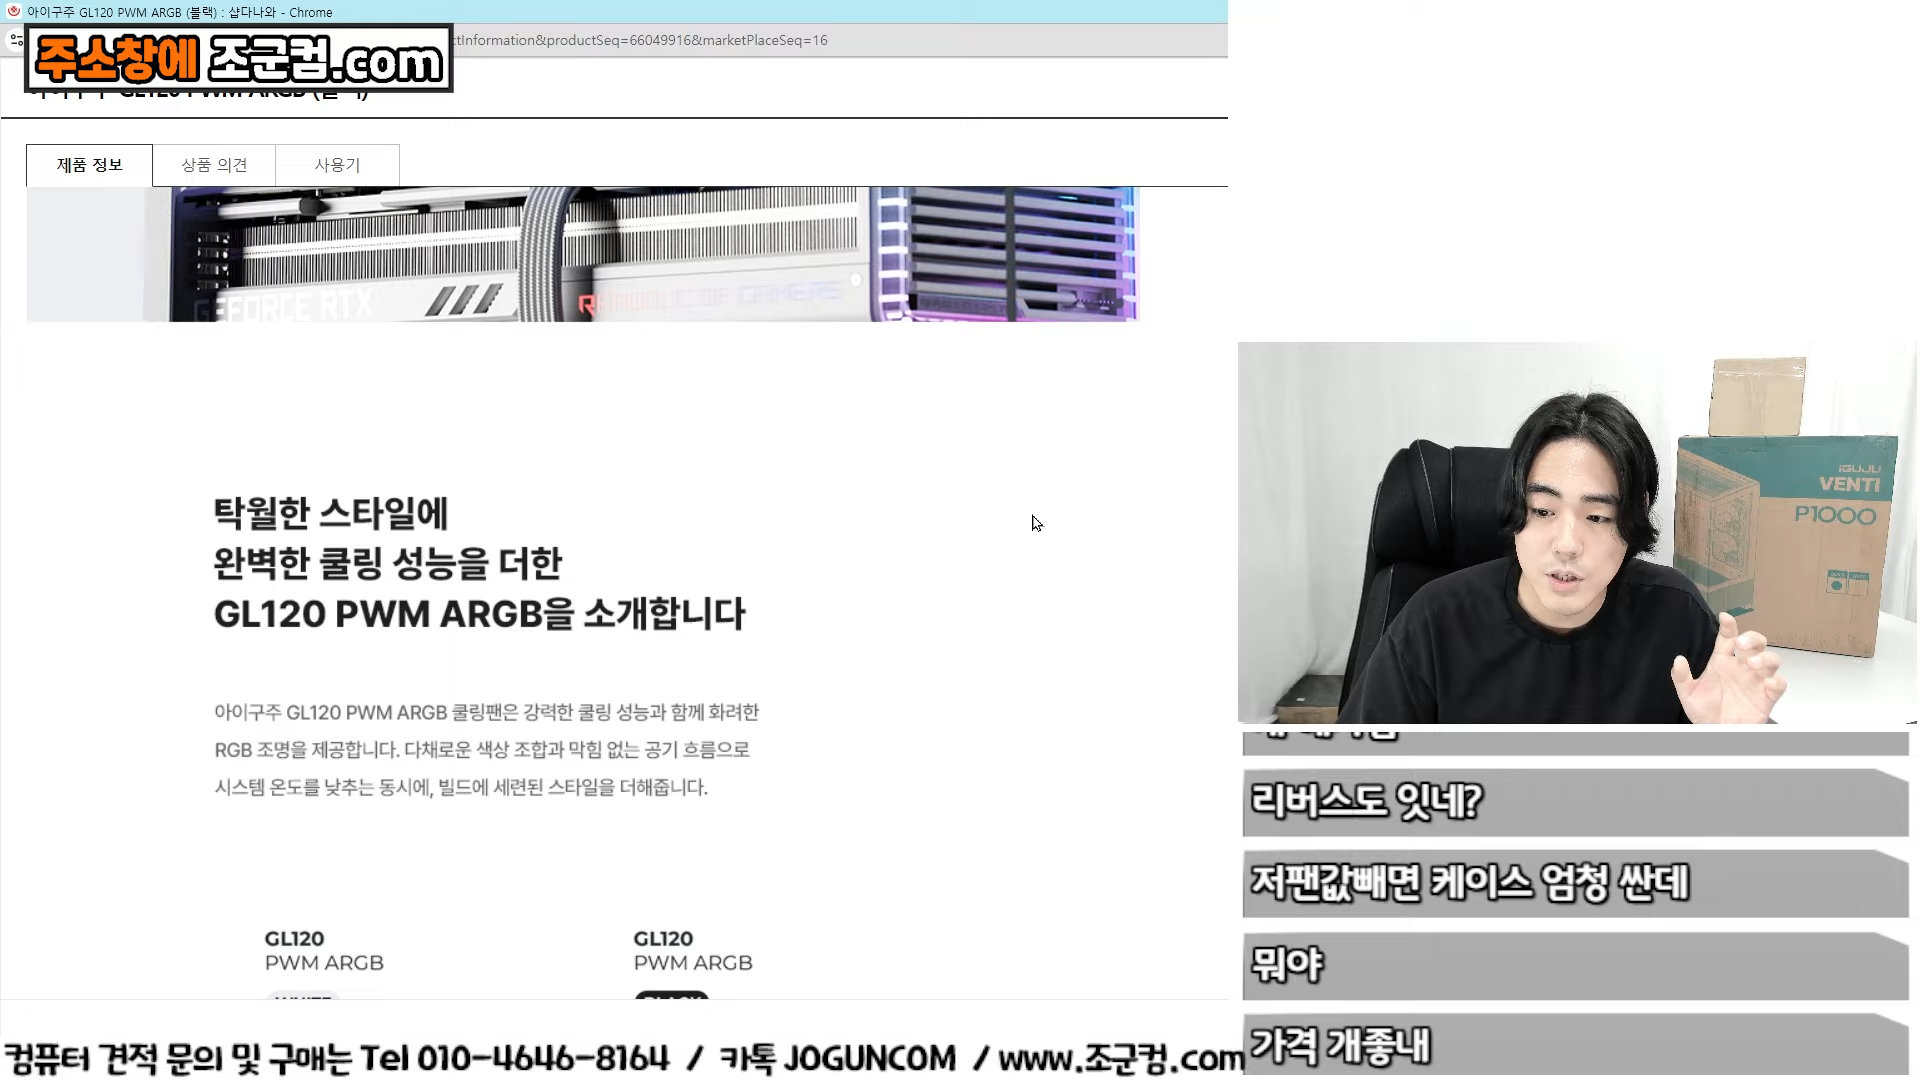 아이구주 GL120 PWM ARGB (블랙) : 샵다나와 - Chrome
ctInformation&productSeq=66049916&marketPlaceSeq=16
주소창에 조군컴.com
제품 정보
상품 의견
사용기
GEFORCE RTX
REPUBLIC OF GAMERS
탁월한 스타일에
완벽한 쿨링 성능을 더한
GL120 PWM ARGB을 소개합니다
아이구주 GL120 PWM ARGB 쿨링팬은 강력한 쿨링 성능과 함께 화려한
RGB 조명을 제공합니다. 다채로운 색상 조합과 막힘 없는 공기 흐름으로
시스템 온도를 낮추는 동시에, 빌드에 세련된 스타일을 더해줍니다.
GL120
PWM ARGB
GL120
PWM ARGB
iGUJU
VENTI
P1000
리버스도 잇네?
저팬값빼면 케이스 엄청 싼데
뭐야
가격 개좋내
컴퓨터 견적 문의 및 구매는 Tel 010-4646-8164 / 카톡 JOGUNCOM / www.조군컴.com